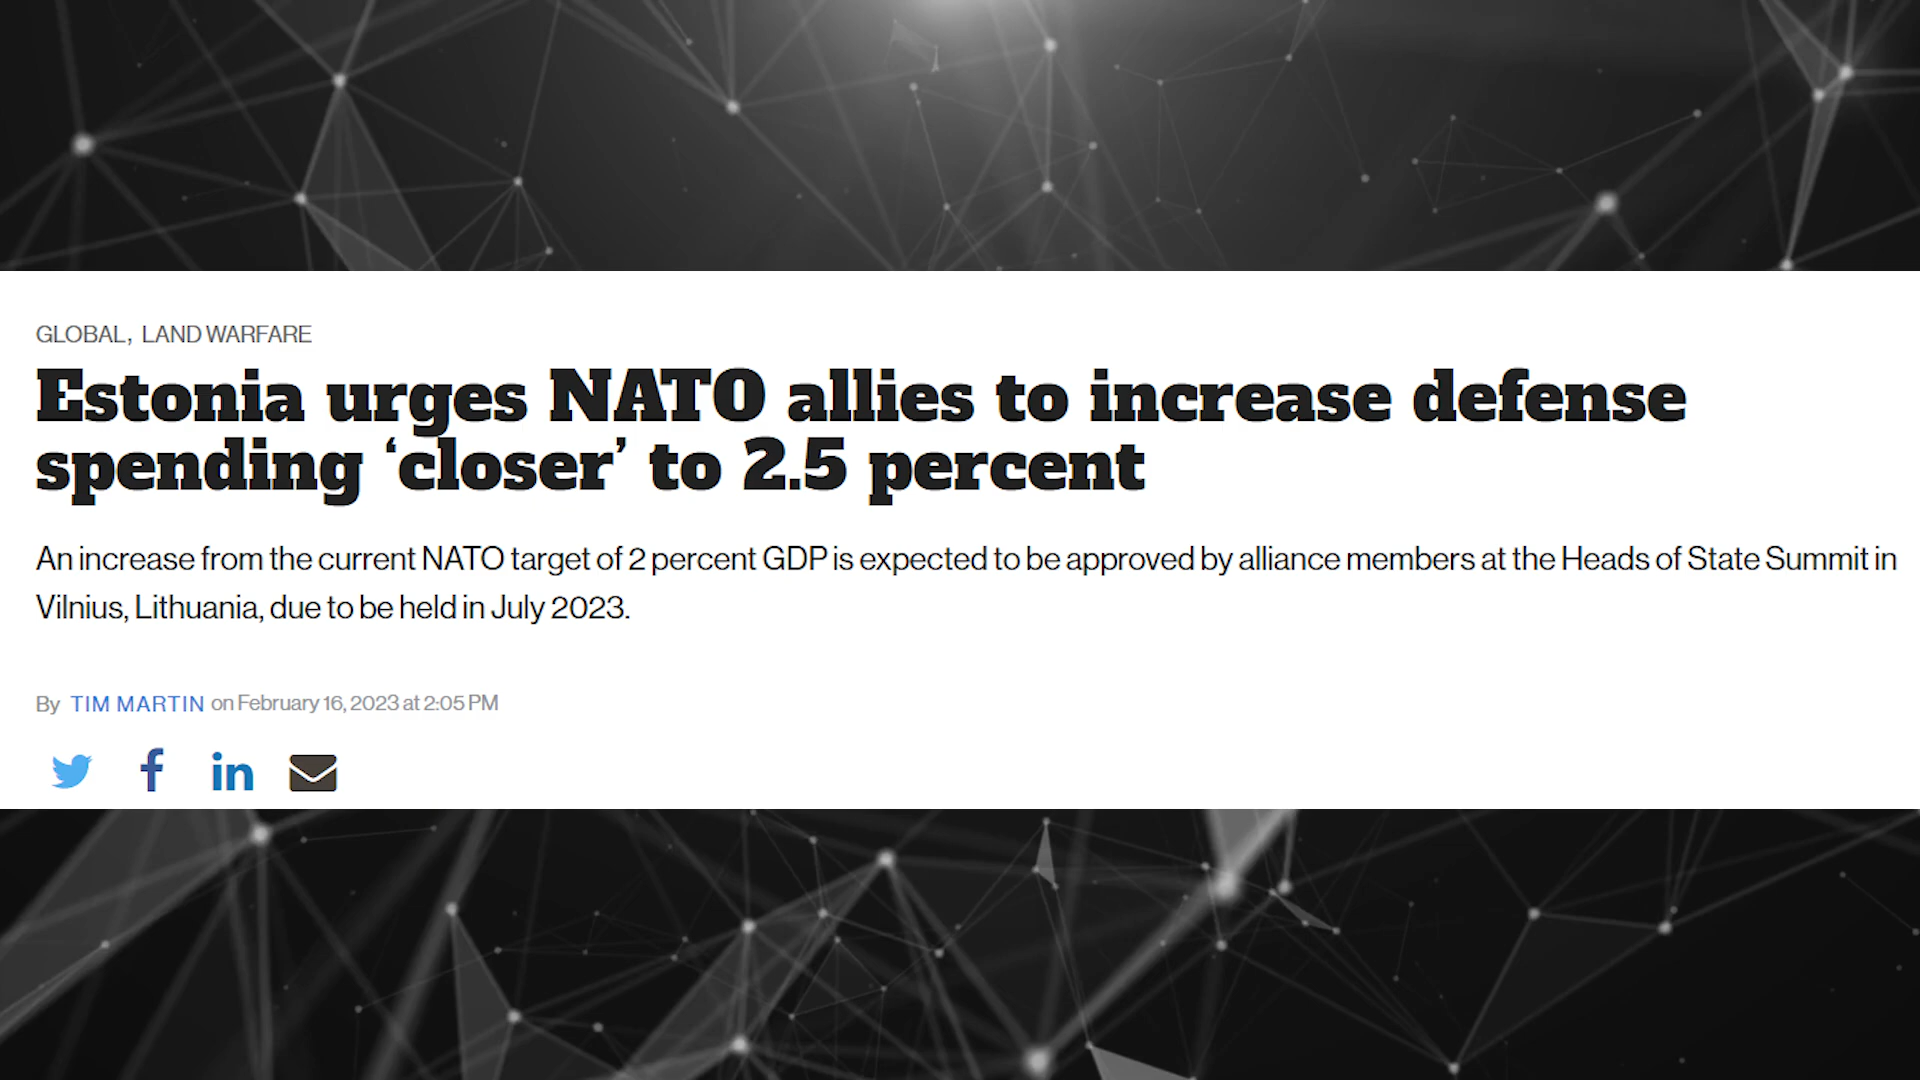 GLOBAL, LAND WARFARE
Estonia urges NATO allies to increase defense
spending ‘closer’ to 2.5 percent
An increase from the current NATO target of 2 percent GDP is expected to be approved by alliance members at the Heads of State Summit in
Vilnius, Lithuania, due to be held in July 2023.
By TIM MARTIN on February 16, 2023 at 2:05 PM